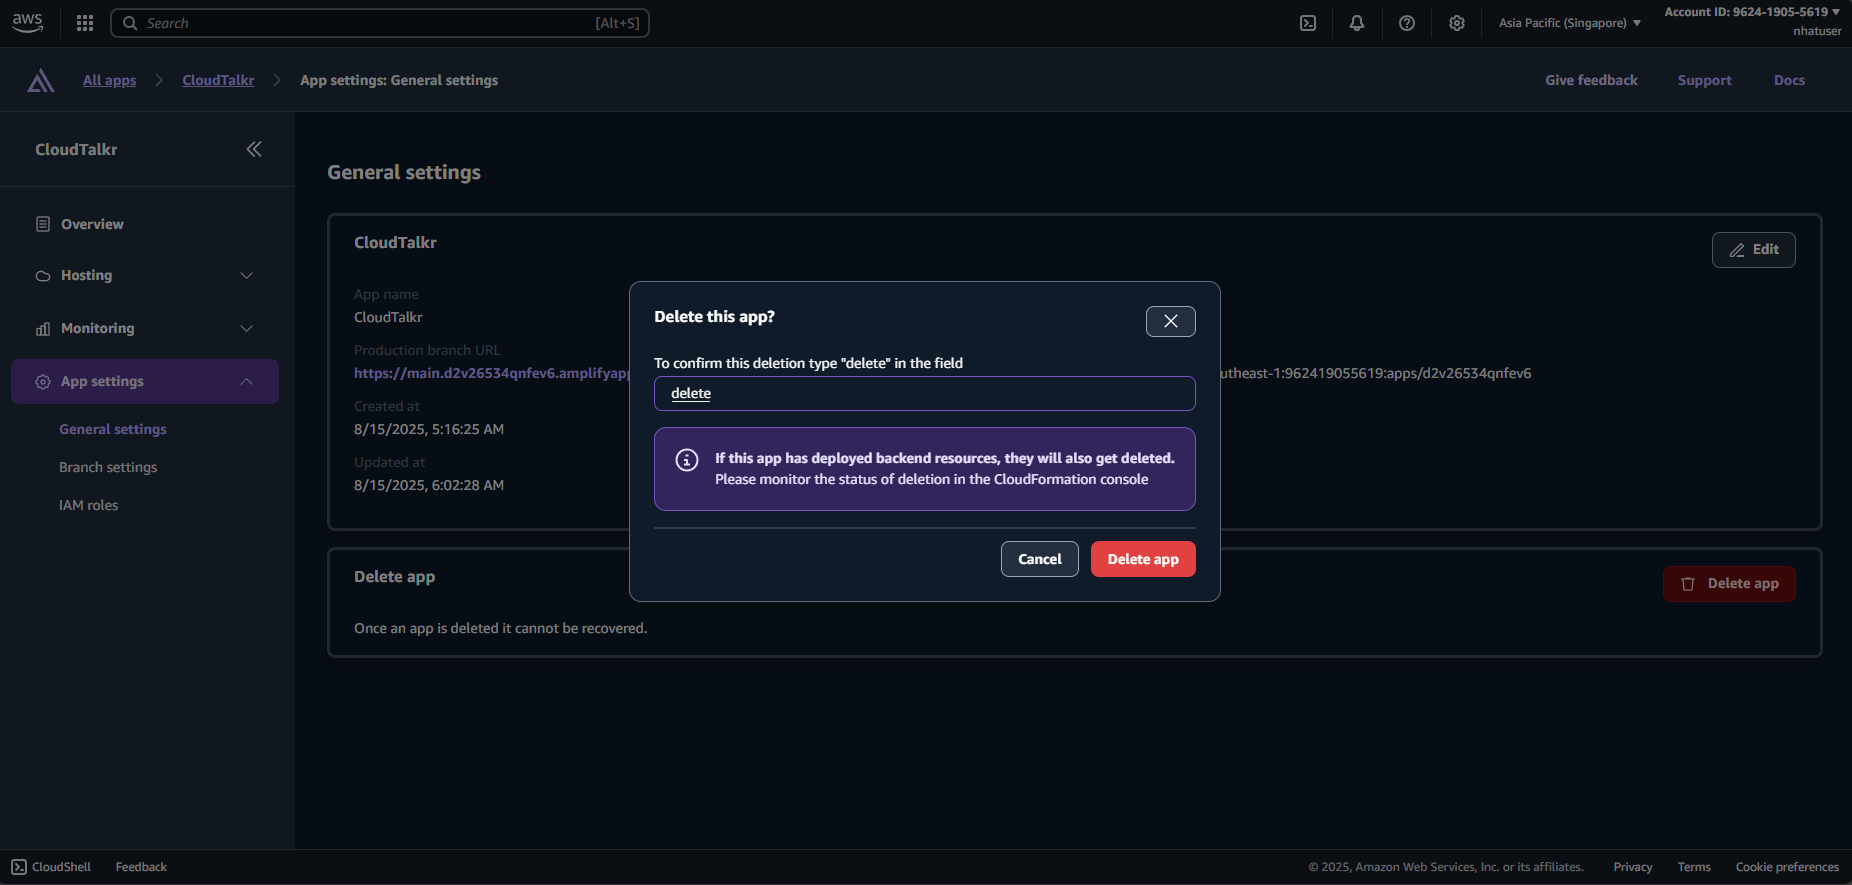 aws Search [Alt+S] Asia Pacific (Singapore) Account ID: 9624-1905-5619
nhatuser
All apps CloudTalkr App settings: General settings Give feedback Support Docs
CloudTalkr
Overview
Hosting
Monitoring
App settings
General settings
Branch settings
IAM roles
General settings
CloudTalkr
Edit
App name
CloudTalkr
Production branch URL
https://main.d2v26534qnfev6.amplifyapp
utheast-1:962419055619:apps/d2v26534qnfev6
Created at
8/15/2025, 5:16:25 AM
Updated at
8/15/2025, 6:02:28 AM
Delete this app?
To confirm this deletion type "delete" in the field
delete
If this app has deployed backend resources, they will also get deleted.
Please monitor the status of deletion in the CloudFormation console
Cancel Delete app
Delete app
Delete app
Once an app is deleted it cannot be recovered.
CloudShell Feedback © 2025, Amazon Web Services, Inc. or its affiliates. Privacy Terms Cookie preferences